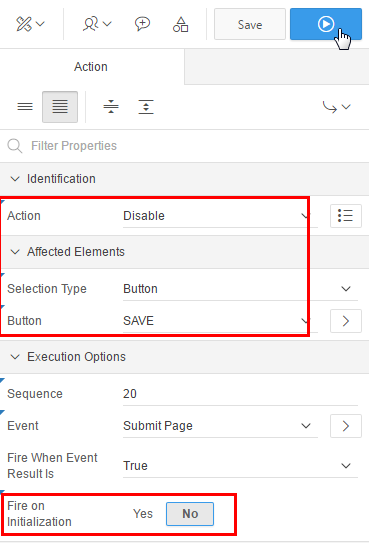 Save
Action
Filter Properties
Identification
Action Disable
Affected Elements
Selection Type Button
Button SAVE
Execution Options
Sequence 20
Event Submit Page
Fire When Event
Result Is True
Fire on
Initialization Yes No